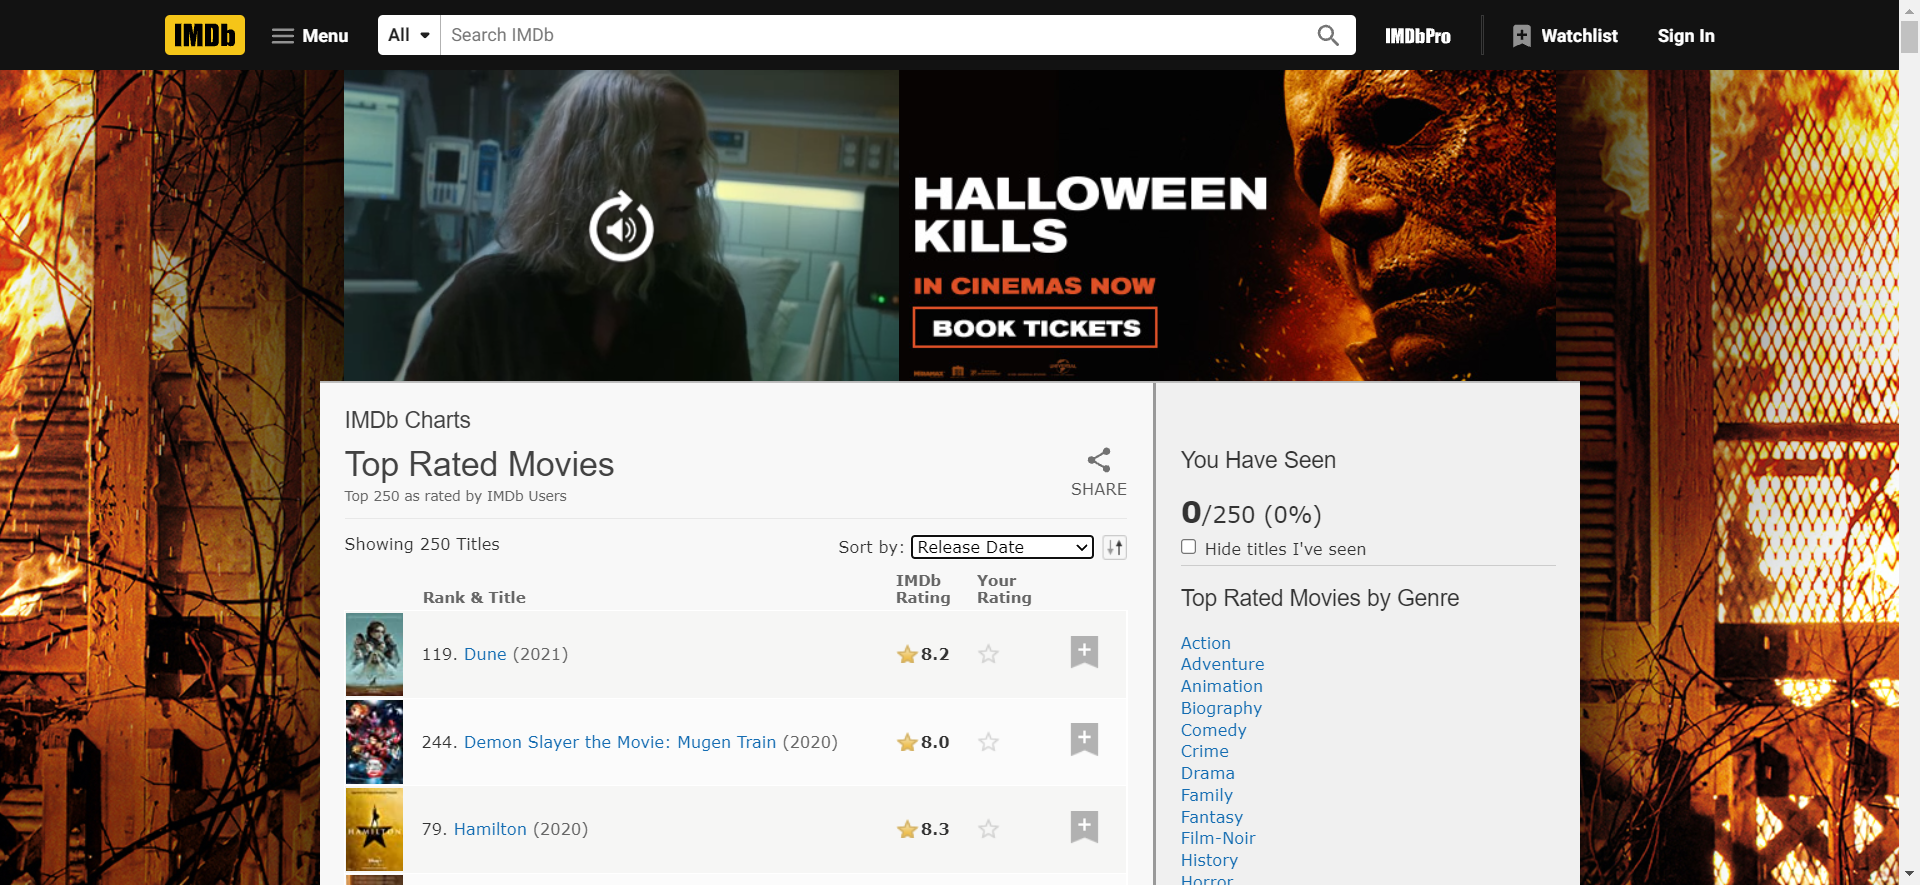 IMDb
Menu
All
Search IMDb
IMDbPro
Watchlist
Sign In
HALLOWEEN
KILLS
IN CINEMAS NOW
BOOK TICKETS
IMDb Charts
Top Rated Movies
Top 250 as rated by IMDb Users
SHARE
Showing 250 Titles
Sort by: Release Date
Rank & Title
IMDb Rating
Your Rating
119. Dune (2021)
8.2
244. Demon Slayer the Movie: Mugen Train (2020)
8.0
HAMILTON
79. Hamilton (2020)
8.3
You Have Seen
0/250 (0%)
Hide titles I've seen
Top Rated Movies by Genre
Action
Adventure
Animation
Biography
Comedy
Crime
Drama
Family
Fantasy
Film-Noir
History
Horror